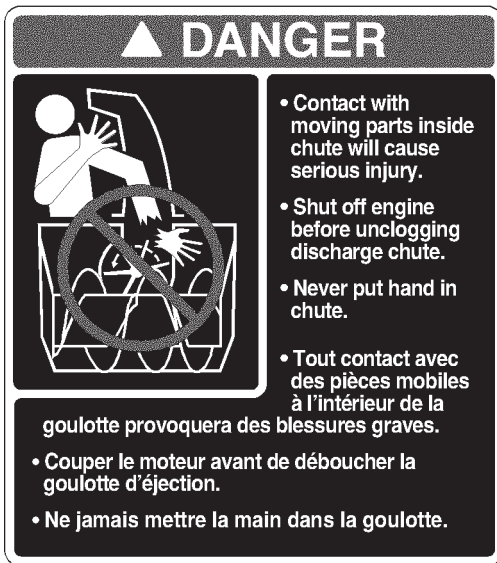 DANGER
• Contact with
moving parts inside
chute will cause
serious injury.
• Shut off engine
before unclogging
discharge chute.
• Never put hand in
chute.
• Tout contact avec
des pièces mobiles
à l'intérieur de la
goulotte provoquera des blessures graves.
• Couper le moteur avant de déboucher la
goulotte d'éjection.
• Ne jamais mettre la main dans la goulotte.